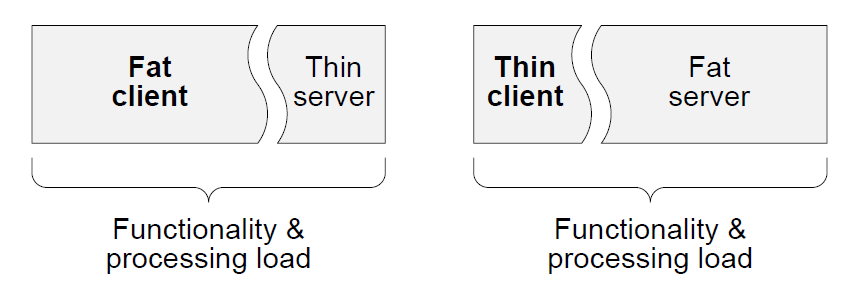 Fat
client
Thin
server
Thin
client
Fat
server
Functionality &
processing load
Functionality &
processing load